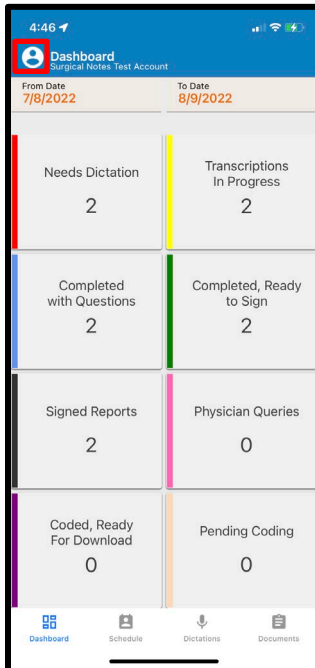 4:46
Dashboard
Surgical Notes Test Account
From Date
To Date
7/8/2022
8/9/2022
Needs Dictation
2
Transcriptions
In Progress
2
Completed
with Questions
2
Completed, Ready
to Sign
2
Signed Reports
2
Physician Queries
0
Coded, Ready
For Download
0
Pending Coding
0
Dashboard
Schedule
Dictations
Documents